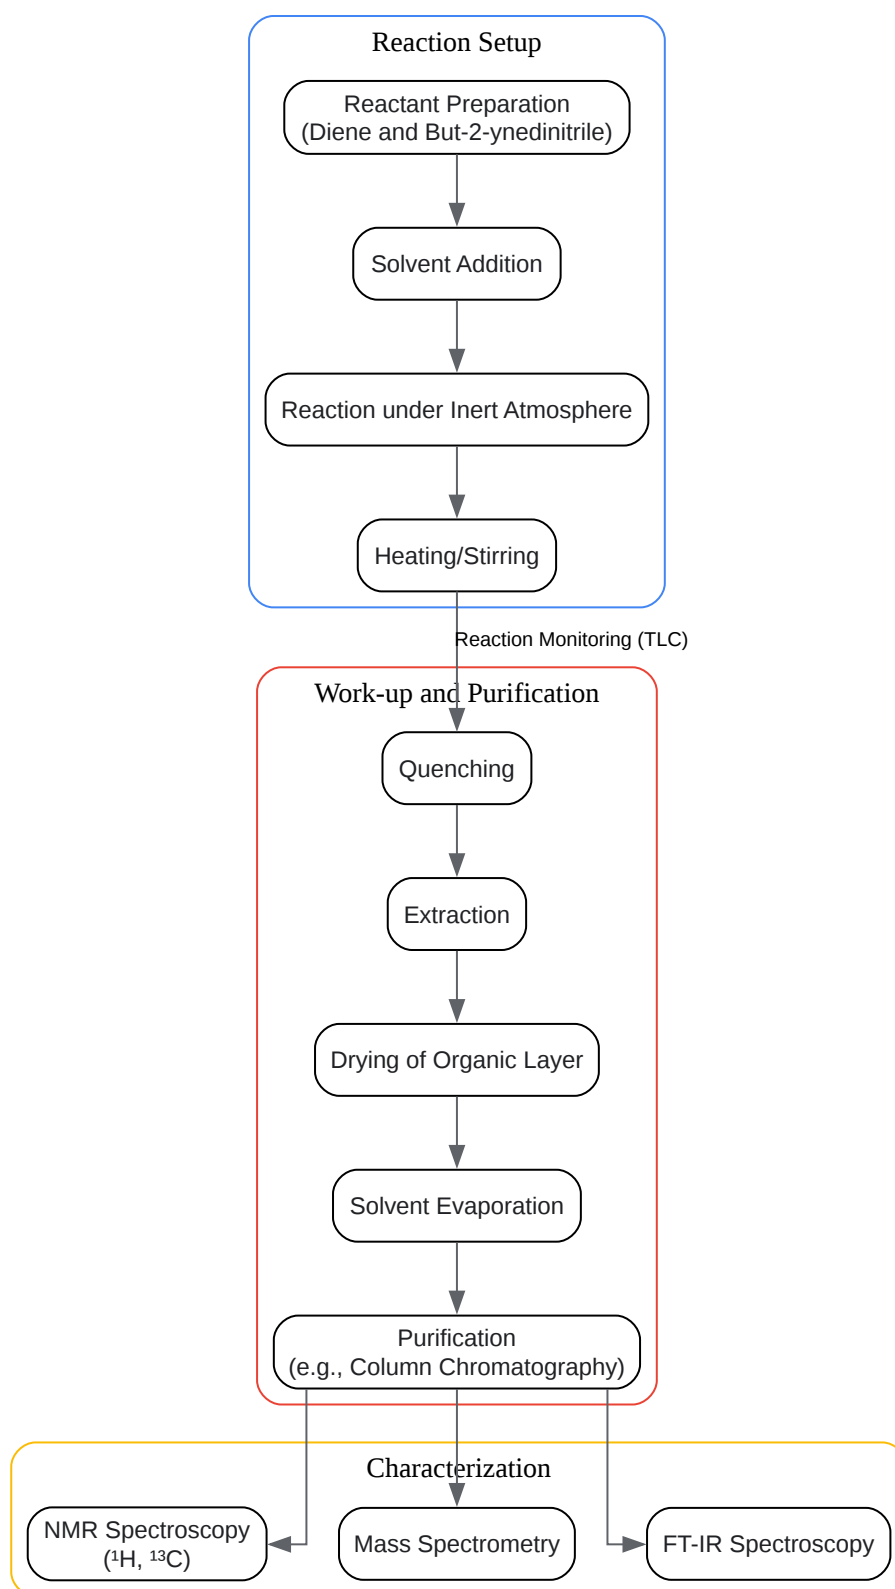 Reaction Setup
Reactant Preparation
(Diene and But-2-ynedinitrile)
Solvent Addition
Reaction under Inert Atmosphere
Heating/Stirring
Reaction Monitoring (TLC)
Work-up and Purification
Quenching
Extraction
Drying of Organic Layer
Solvent Evaporation
Purification
(e.g., Column Chromatography)
Characterization
NMR Spectroscopy
(¹H, ¹³C)
Mass Spectrometry
FT-IR Spectroscopy